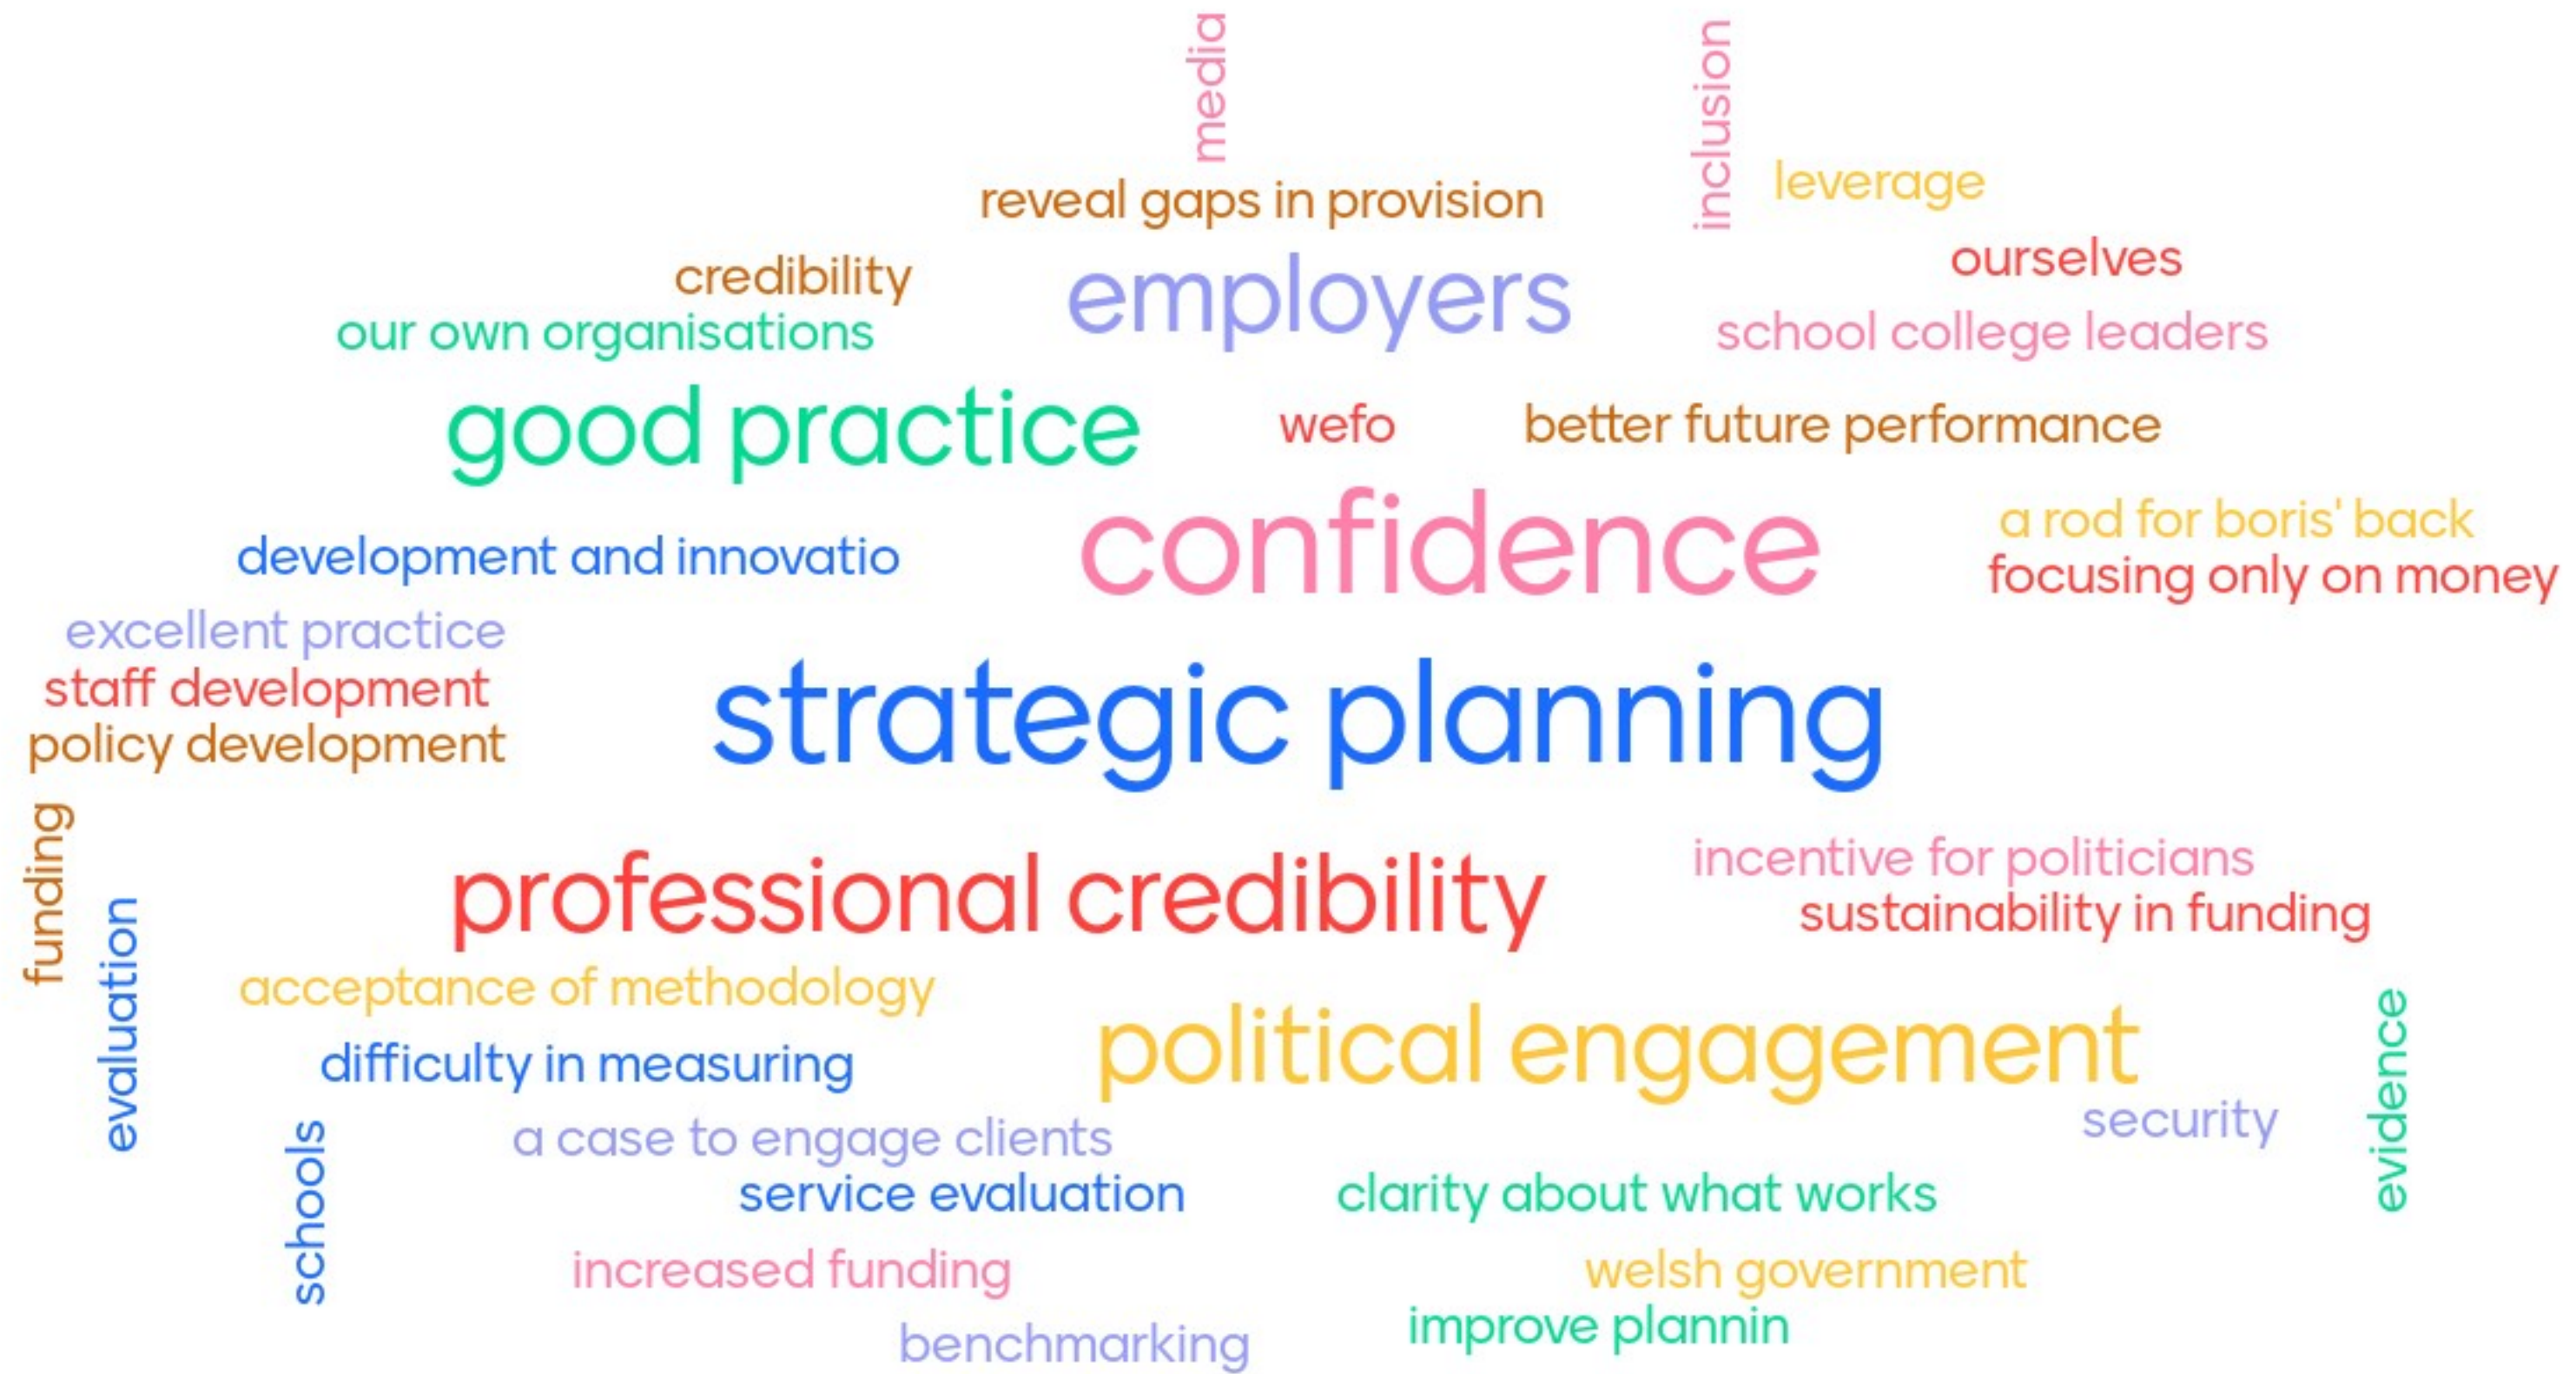 media
inclusion
leverage
reveal gaps in provision
ourselves
credibility
employers
our own organisations
school college leaders
good practice
wefo
better future performance
confidence
a rod for boris' back
development and innovatio
focusing only on money
excellent practice
staff development
strategic planning
policy development
funding
professional credibility
incentive for politicians
sustainability in funding
evaluation
acceptance of methodology
political engagement
evidence
difficulty in measuring
security
schools
a case to engage clients
service evaluation
clarity about what works
increased funding
welsh government
improve plannin
benchmarking